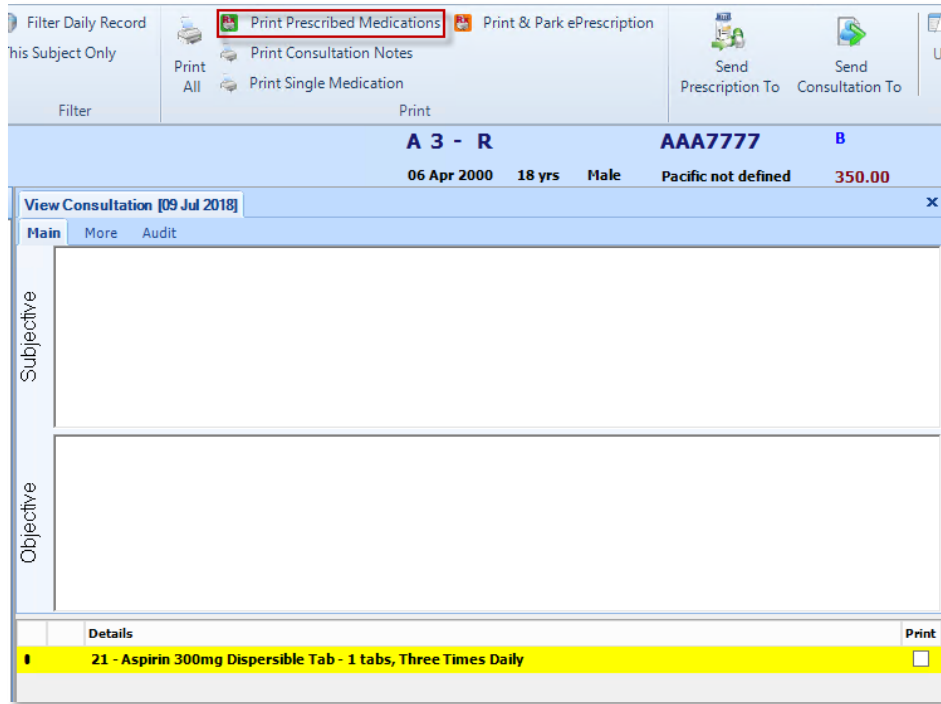 Filter Daily Record
This Subject Only
Filter
Print All
Print Prescribed Medications
Print & Park ePrescription
Print Consultation Notes
Print Single Medication
Print
Send Prescription To
Send Consultation To
U
A 3 - R AAA7777 B
06 Apr 2000 18 yrs Male Pacific not defined 350.00
View Consultation [09 Jul 2018] x
Main More Audit
Subjective
Objective
Details Print
21 - Aspirin 300mg Dispersible Tab - 1 tabs, Three Times Daily